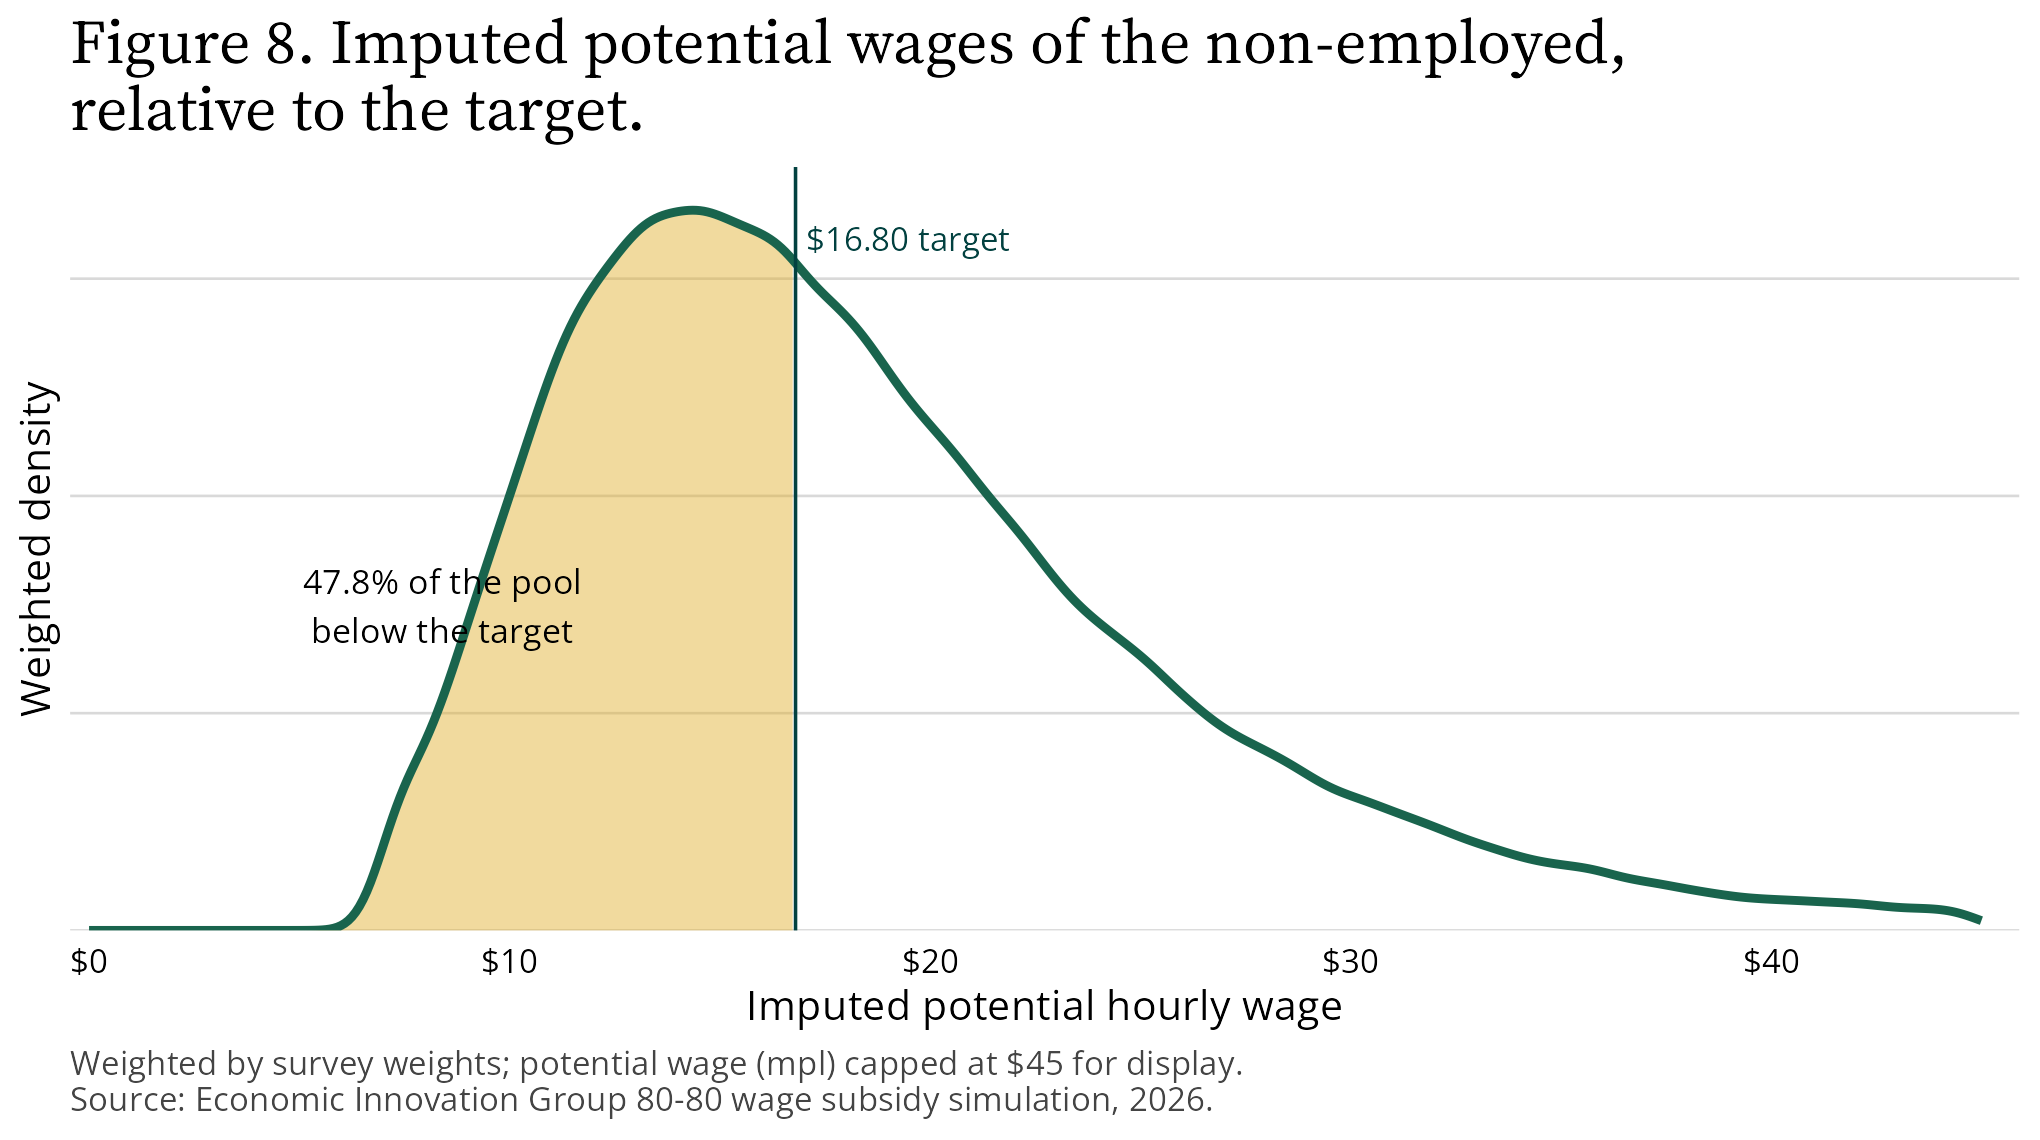 Figure 8. Imputed potential wages of the non-employed,
relative to the target.
$16.80 target
47.8% of the pool
below the target
Weighted density
$0
$10
$20
$30
$40
Imputed potential hourly wage
Weighted by survey weights; potential wage (mpl) capped at $45 for display.
Source: Economic Innovation Group 80-80 wage subsidy simulation, 2026.